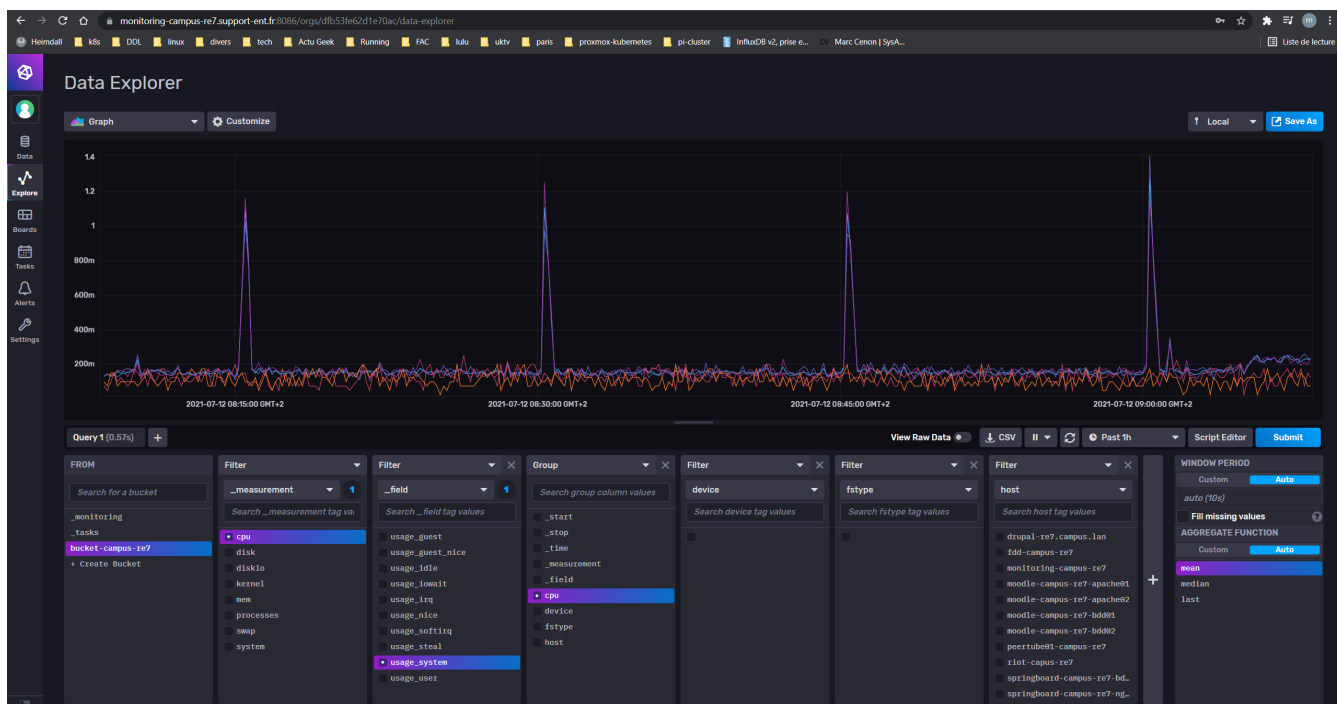 monitoring-campus-re7.support-ent.fr:8086/orgs/dfb53fe62d1e70ac/data-explorer
m
Heimdall k8s DDL linux divers tech Actu Geek Running FAC lulu uktv paris proxmox-kubernetes pi-cluster InfluxDB v2, prise e... CV Marc Cenon | SysA... Liste de lecture
Data Explorer
Graph Customize Local Save As
Data
Explore
Boards
Tasks
Alerts
Settings
1.4
1.2
1
800m
600m
400m
200m
2021-07-12 08:15:00 GMT+2 2021-07-12 08:30:00 GMT+2 2021-07-12 08:45:00 GMT+2 2021-07-12 09:00:00 GMT+2
Query 1 (0.57s) + View Raw Data CSV Past 1h Script Editor Submit
FROM
Search for a bucket
_monitoring
_tasks
bucket-campus-re7
+ Create Bucket
Filter
_measurement 1
Search _measurement tag va
cpu
disk
diskio
kernel
mem
processes
swap
system
Filter
_field 1
Search _field tag values
usage_guest
usage_guest_nice
usage_idle
usage_iowait
usage_irq
usage_nice
usage_softirq
usage_steal
usage_system
usage_user
Group
Search group column values
_start
_stop
_time
_measurement
_field
cpu
device
fstype
host
Filter
device
Search device tag values
Filter
fstype
Search fstype tag values
Filter
host
Search host tag values
drupal-re7.campus.lan
fdd-campus-re7
monitoring-campus-re7
moodle-campus-re7-apache01
moodle-campus-re7-apache02
moodle-campus-re7-bdd01
moodle-campus-re7-bdd02
peertube01-campus-re7
riot-capus-re7
springboard-campus-re7-bd…
springboard-campus-re7-ng…
+
WINDOW PERIOD
Custom Auto
auto (10s)
Fill missing values ?
AGGREGATE FUNCTION
Custom Auto
mean
median
last